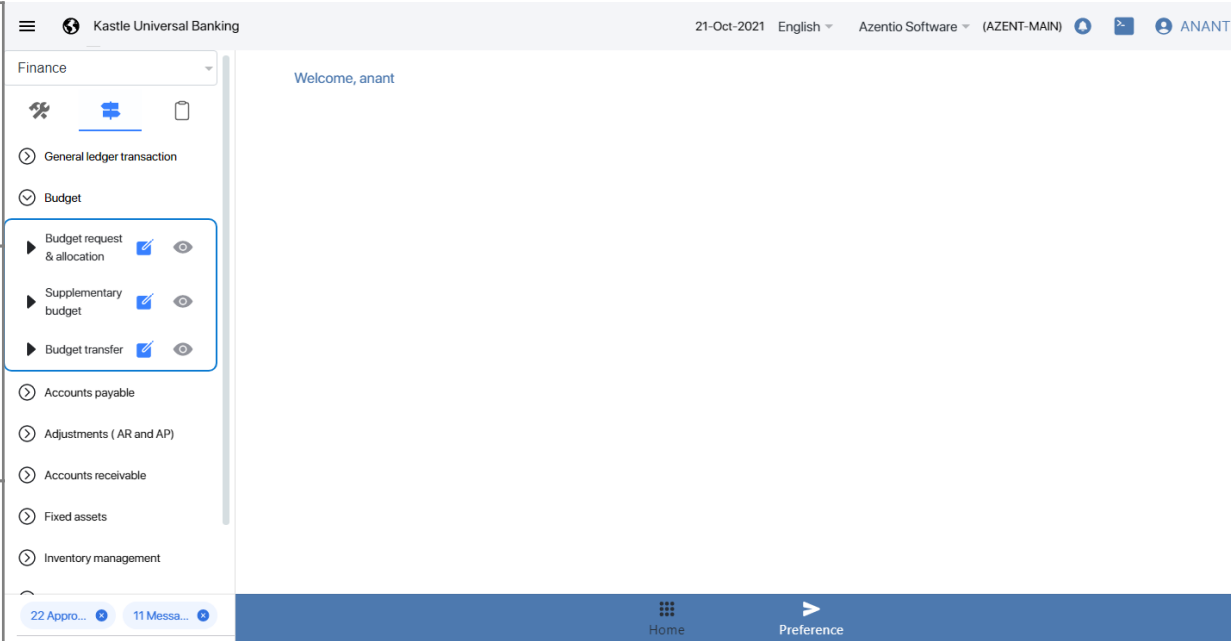 Kastle Universal Banking
21-Oct-2021 English Azentio Software (AZENT-MAIN) ANANT
Finance
Welcome, anant
General ledger transaction
Budget
Budget request
& allocation
Supplementary
budget
Budget transfer
Accounts payable
Adjustments ( AR and AP)
Accounts receivable
Fixed assets
Inventory management
22 Appro... 11 Messa...
Home Preference